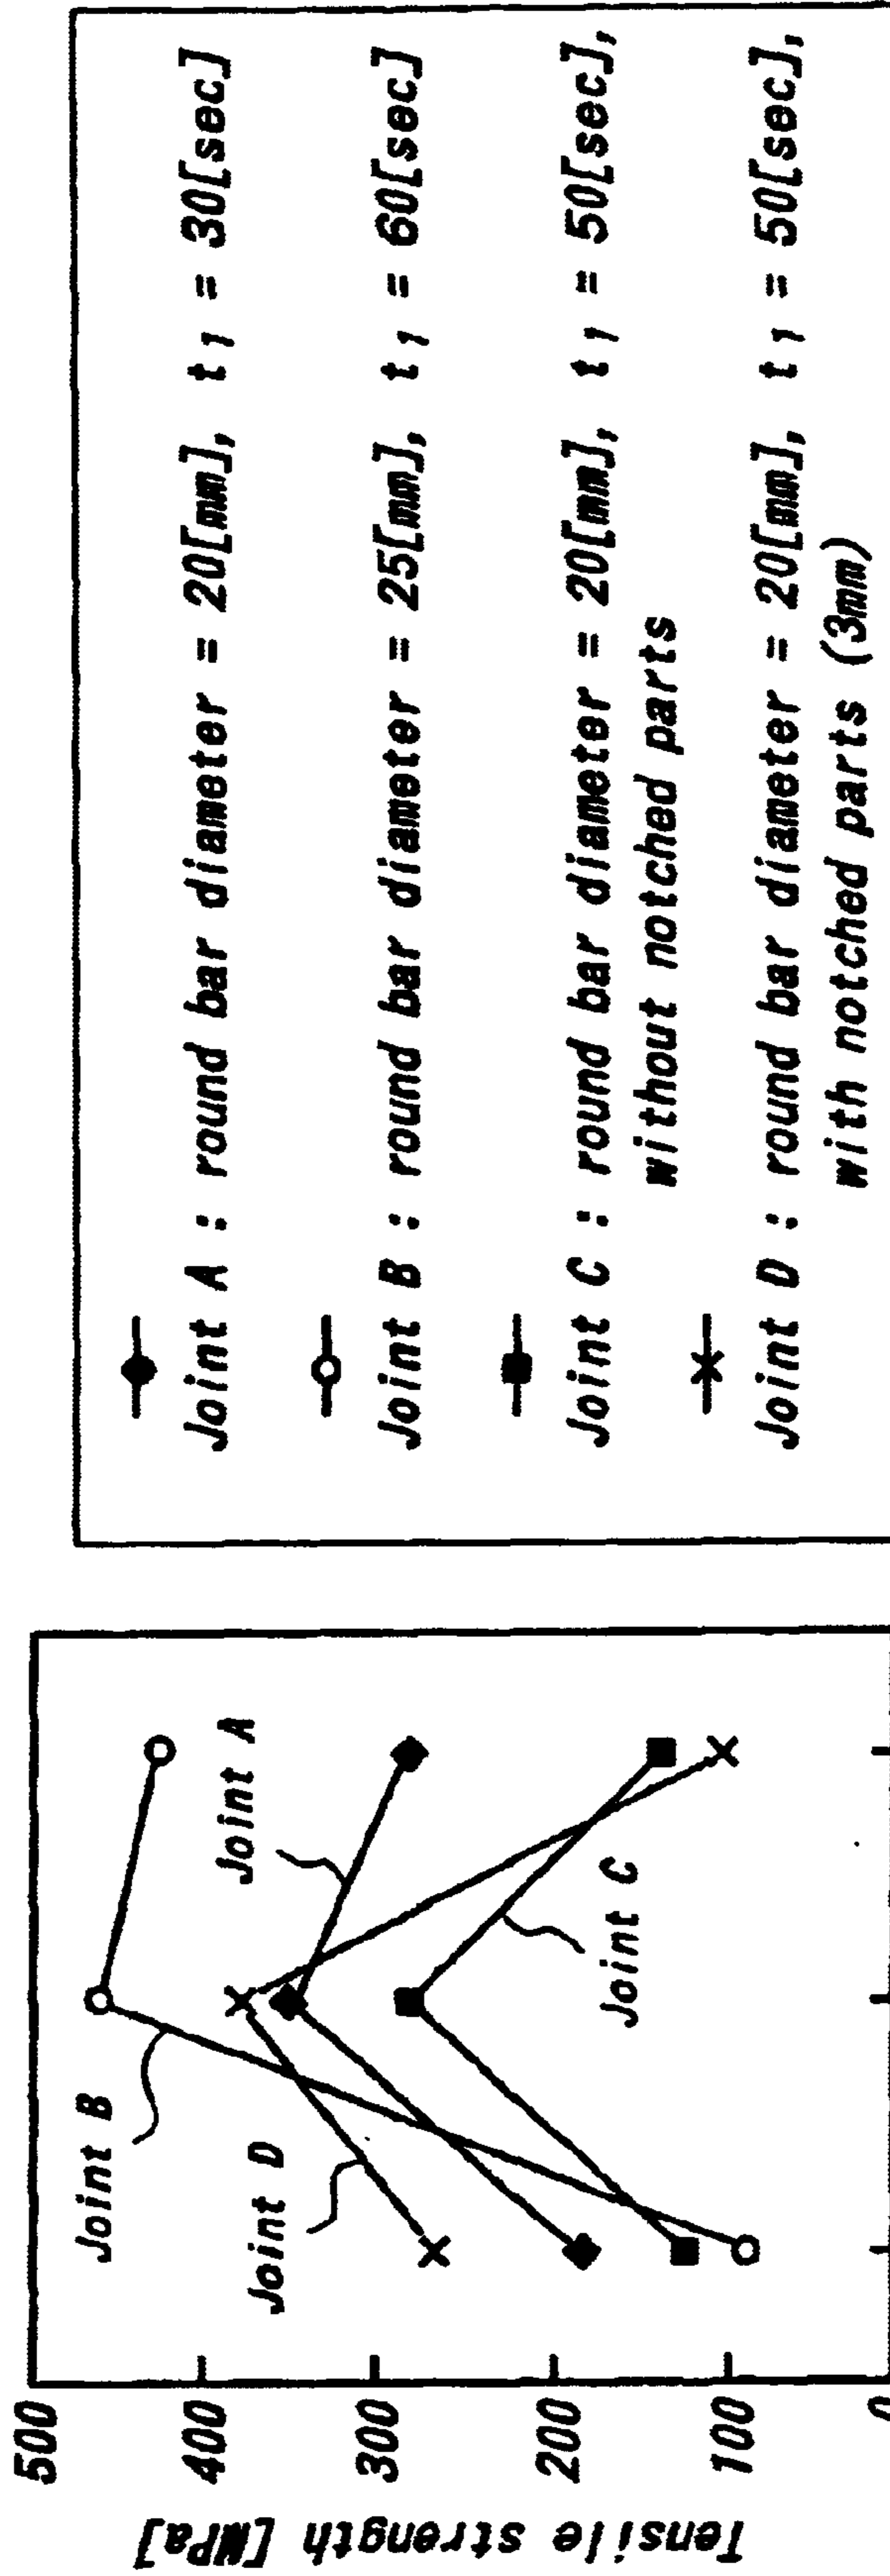 Tensile strength [MPa]
500
400
300
200
100
0
Joint B
Joint D
Joint A
Joint C
Joint A : round bar diameter = 20[mm], t1 = 30[sec]
Joint B : round bar diameter = 25[mm], t1 = 60[sec]
Joint C : round bar diameter = 20[mm], t1 = 50[sec],
without notched parts
Joint D : round bar diameter = 20[mm], t1 = 50[sec],
with notched parts (3mm)